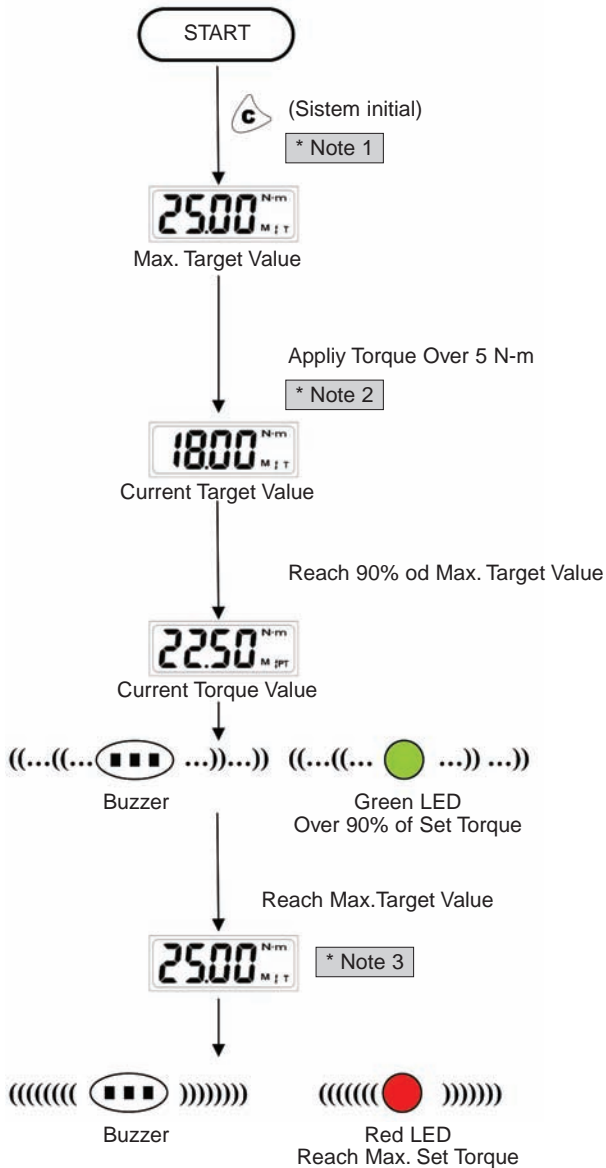 START
C (Sistem initial)
* Note 1
25.00 N-m
M T
Max. Target Value
Appliy Torque Over 5 N-m
* Note 2
18.00 N-m
M T
Current Target Value
Reach 90% od Max. Target Value
22.50 N-m
M PT
Current Torque Value
((...((... ...))...)) ((...((... ...)) ...))
Buzzer
Green LED
Over 90% of Set Torque
Reach Max.Target Value
25.00 N-m
M T
* Note 3
(((((((( )))))))) ((((((( )))))))
Buzzer
Red LED
Reach Max. Set Torque